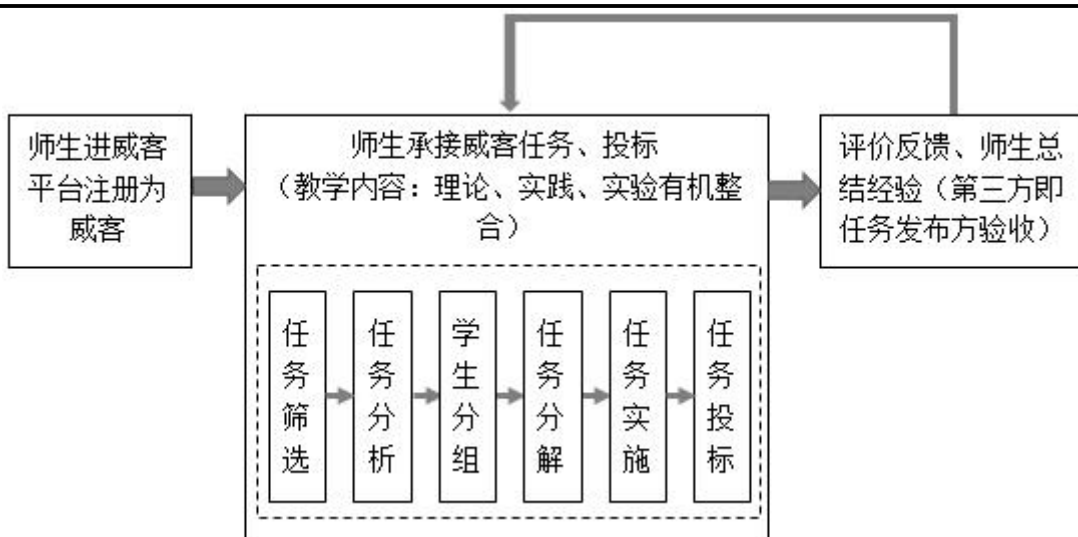 师生进威客
平台注册为
威客
师生承接威客任务、投标
（教学内容：理论、实践、实验有机整
合）
任务筛选
任务分析
学生分组
任务分解
任务实施
任务投标
评价反馈、师生总
结经验（第三方即
任务发布方验收）